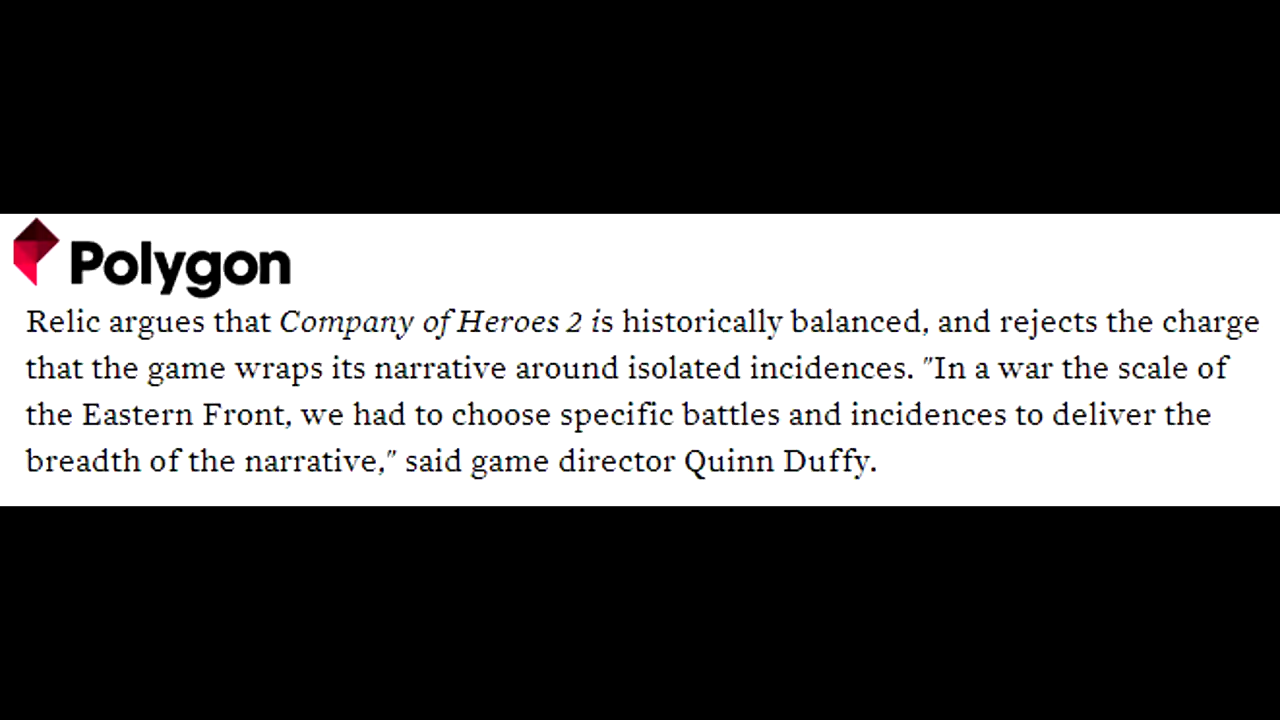 Polygon
Relic argues that Company of Heroes 2 is historically balanced, and rejects the charge
that the game wraps its narrative around isolated incidences. "In a war the scale of
the Eastern Front, we had to choose specific battles and incidences to deliver the
breadth of the narrative," said game director Quinn Duffy.